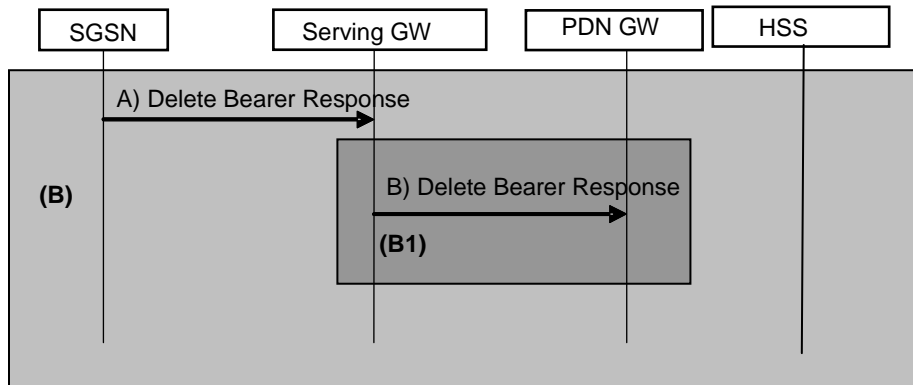 SGSN
Serving GW
PDN GW
HSS
A) Delete Bearer Response
(B)
B) Delete Bearer Response
(B1)